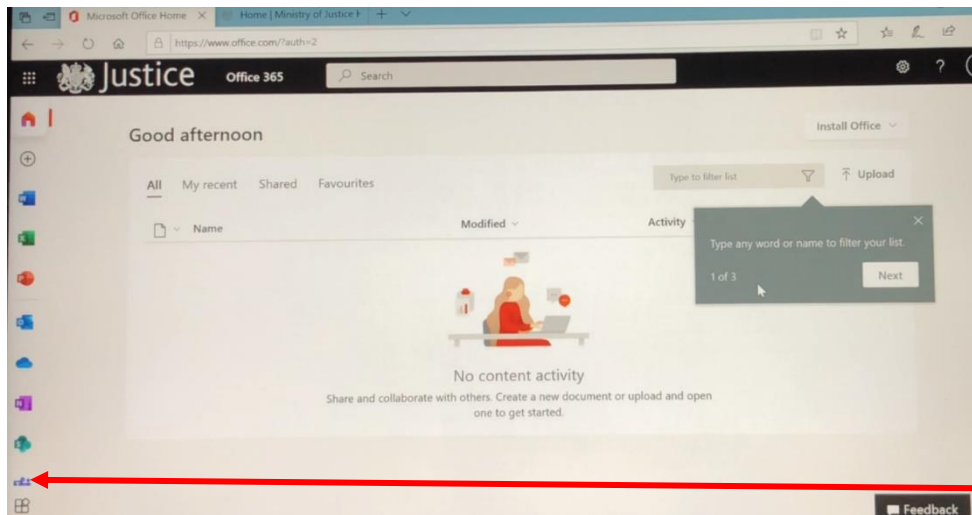 Microsoft Office Home
Home | Ministry of Justice H
https://www.office.com/?auth=2
Justice
Office 365
Search
?
Good afternoon
Install Office
All My recent Shared Favourites
Type to filter list
Upload
Name Modified Activity
Type any word or name to filter your list.
1 of 3
Next
No content activity
Share and collaborate with others. Create a new document or upload and open
one to get started.
Feedback